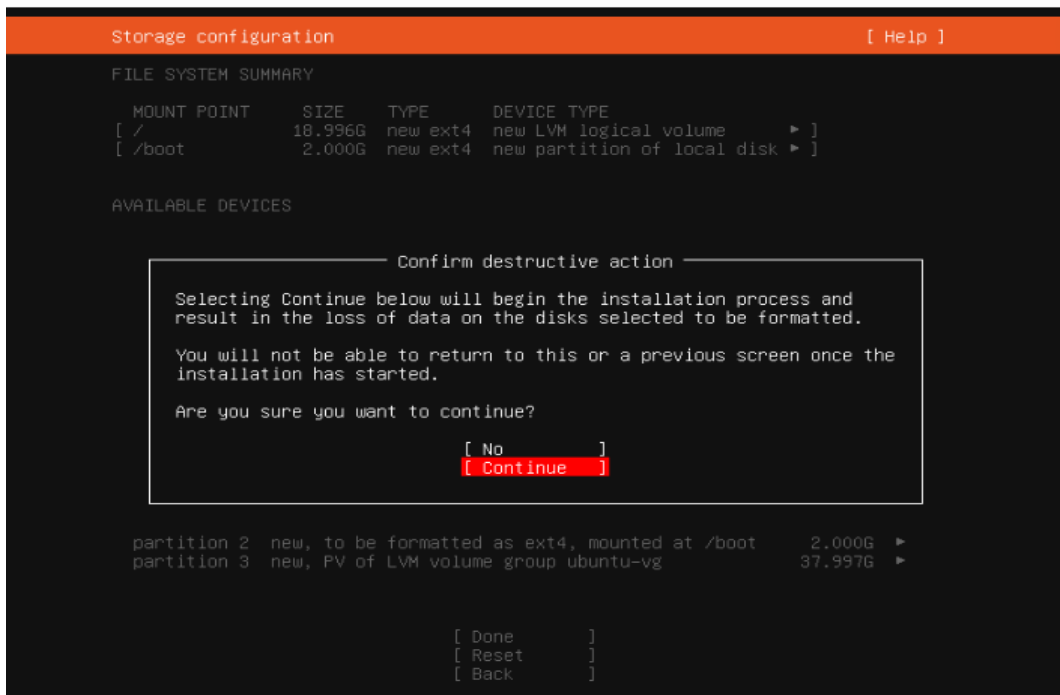 Storage configuration [ Help ]
FILE SYSTEM SUMMARY
MOUNT POINT SIZE TYPE DEVICE TYPE
[ / 18.996G new ext4 new LVM logical volume ► ]
[ /boot 2.000G new ext4 new partition of local disk ► ]
AVAILABLE DEVICES
Confirm destructive action
Selecting Continue below will begin the installation process and
result in the loss of data on the disks selected to be formatted.
You will not be able to return to this or a previous screen once the
installation has started.
Are you sure you want to continue?
[ No ]
[ Continue ]
partition 2 new, to be formatted as ext4, mounted at /boot 2.000G ►
partition 3 new, PV of LVM volume group ubuntu-vg 37.997G ►
[ Done ]
[ Reset ]
[ Back ]